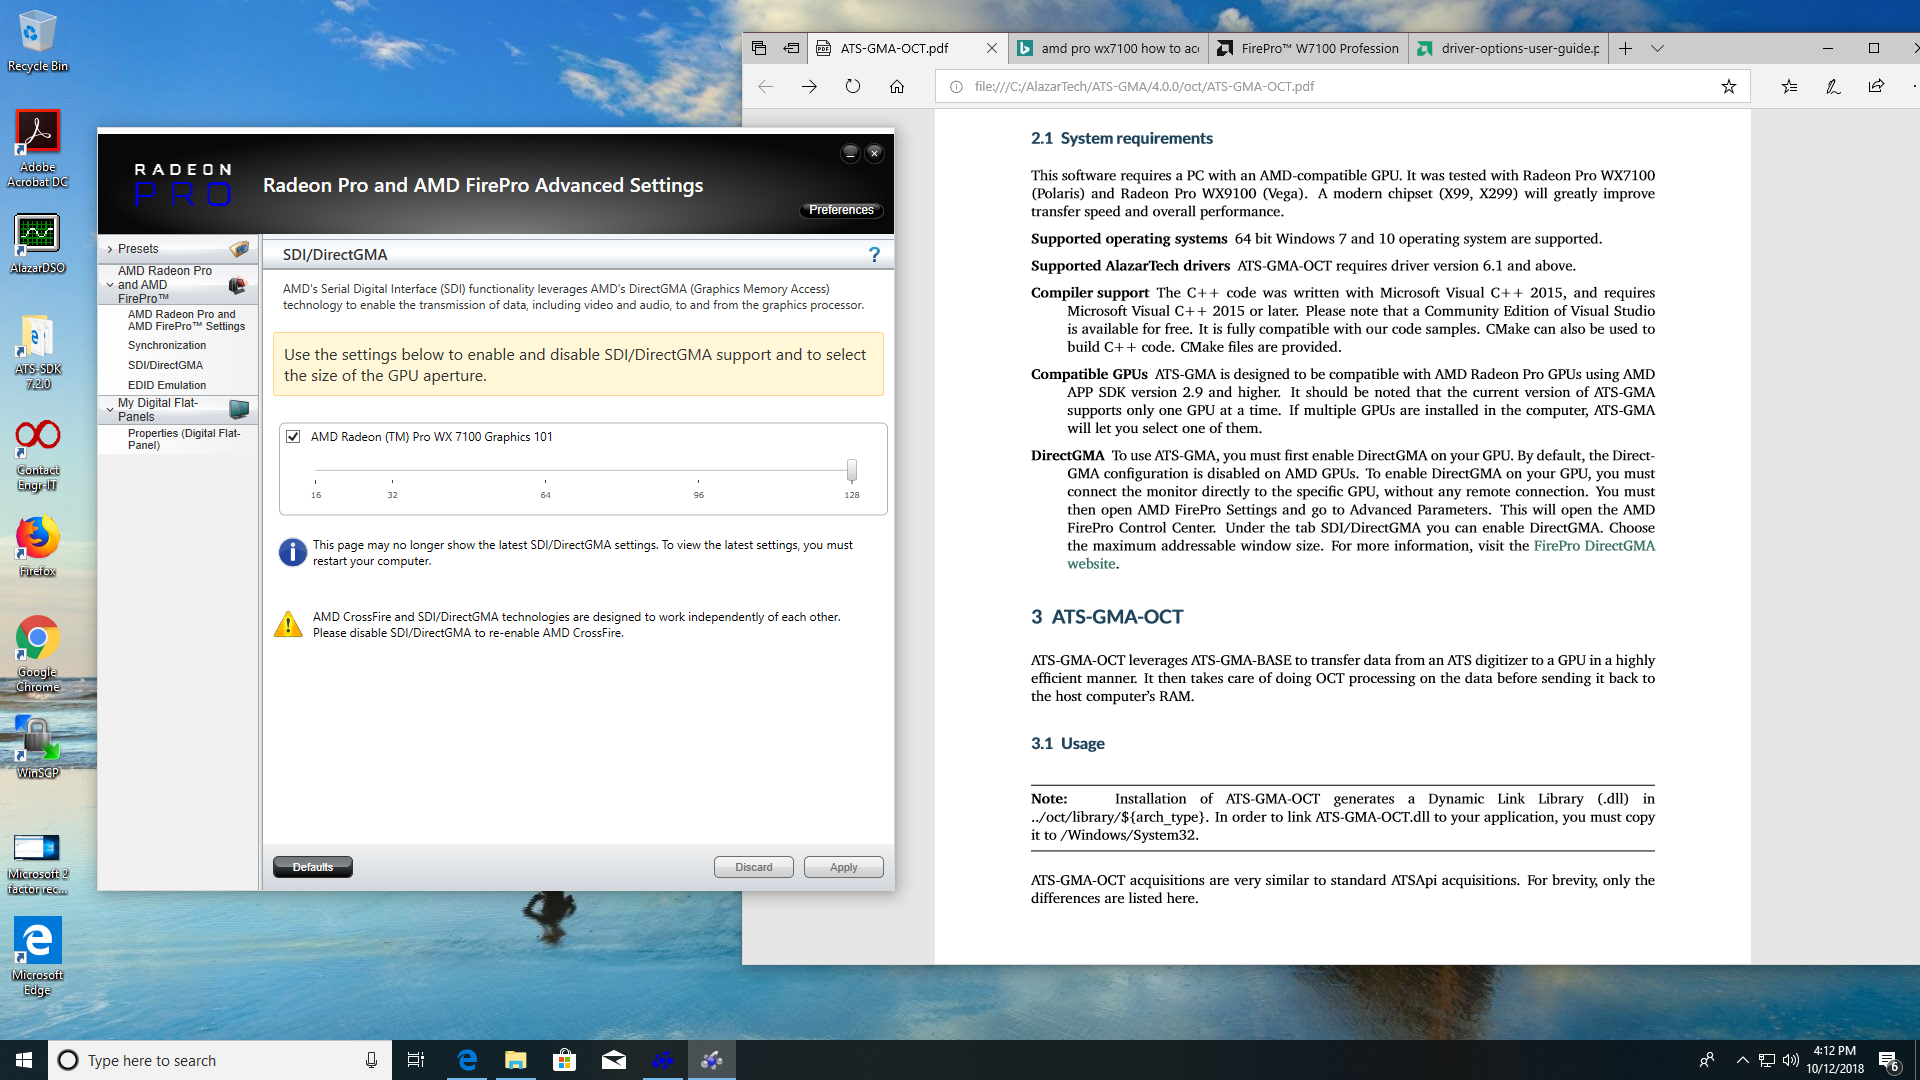 Recycle Bin
Adobe
Acrobat DC
AlazarDSO
ATS-SDK
7.2.0
Contact
Engr-IT
Firefox
Google
Chrome
WinSCP
Microsoft 2
factor rec...
Microsoft
Edge
RADEON
PRO
Radeon Pro and AMD FirePro Advanced Settings
Preferences
Presets
AMD Radeon Pro
and AMD
FirePro™
AMD Radeon Pro and
AMD FirePro™ Settings
Synchronization
SDI/DirectGMA
EDID Emulation
My Digital Flat-
Panels
Properties (Digital Flat-
Panel)
SDI/DirectGMA
?
AMD's Serial Digital Interface (SDI) functionality leverages AMD's DirectGMA (Graphics Memory Access)
technology to enable the transmission of data, including video and audio, to and from the graphics processor.
Use the settings below to enable and disable SDI/DirectGMA support and to select
the size of the GPU aperture.
AMD Radeon (TM) Pro WX 7100 Graphics 101
16 32 64 96 128
This page may no longer show the latest SDI/DirectGMA settings. To view the latest settings, you must
restart your computer.
AMD CrossFire and SDI/DirectGMA technologies are designed to work independently of each other.
Please disable SDI/DirectGMA to re-enable AMD CrossFire.
Defaults
Discard
Apply
ATS-GMA-OCT.pdf
amd pro wx7100 how to acc
FirePro™ W7100 Profession
driver-options-user-guide.p
file:///C:/AlazarTech/ATS-GMA/4.0.0/oct/ATS-GMA-OCT.pdf
2.1 System requirements
This software requires a PC with an AMD-compatible GPU. It was tested with Radeon Pro WX7100
(Polaris) and Radeon Pro WX9100 (Vega). A modern chipset (X99, X299) will greatly improve
transfer speed and overall performance.
Supported operating systems 64 bit Windows 7 and 10 operating system are supported.
Supported AlazarTech drivers ATS-GMA-OCT requires driver version 6.1 and above.
Compiler support The C++ code was written with Microsoft Visual C++ 2015, and requires
Microsoft Visual C++ 2015 or later. Please note that a Community Edition of Visual Studio
is available for free. It is fully compatible with our code samples. CMake can also be used to
build C++ code. CMake files are provided.
Compatible GPUs ATS-GMA is designed to be compatible with AMD Radeon Pro GPUs using AMD
APP SDK version 2.9 and higher. It should be noted that the current version of ATS-GMA
supports only one GPU at a time. If multiple GPUs are installed in the computer, ATS-GMA
will let you select one of them.
DirectGMA To use ATS-GMA, you must first enable DirectGMA on your GPU. By default, the Direct-
GMA configuration is disabled on AMD GPUs. To enable DirectGMA on your GPU, you must
connect the monitor directly to the specific GPU, without any remote connection. You must
then open AMD FirePro Settings and go to Advanced Parameters. This will open the AMD
FirePro Control Center. Under the tab SDI/DirectGMA you can enable DirectGMA. Choose
the maximum addressable window size. For more information, visit the FirePro DirectGMA
website.
3 ATS-GMA-OCT
ATS-GMA-OCT leverages ATS-GMA-BASE to transfer data from an ATS digitizer to a GPU in a highly
efficient manner. It then takes care of doing OCT processing on the data before sending it back to
the host computer's RAM.
3.1 Usage
Note: Installation of ATS-GMA-OCT generates a Dynamic Link Library (.dll) in
../oct/library/${arch_type}. In order to link ATS-GMA-OCT.dll to your application, you must copy
it to /Windows/System32.
ATS-GMA-OCT acquisitions are very similar to standard ATSApi acquisitions. For brevity, only the
differences are listed here.
Type here to search
4:12 PM
10/12/2018
6